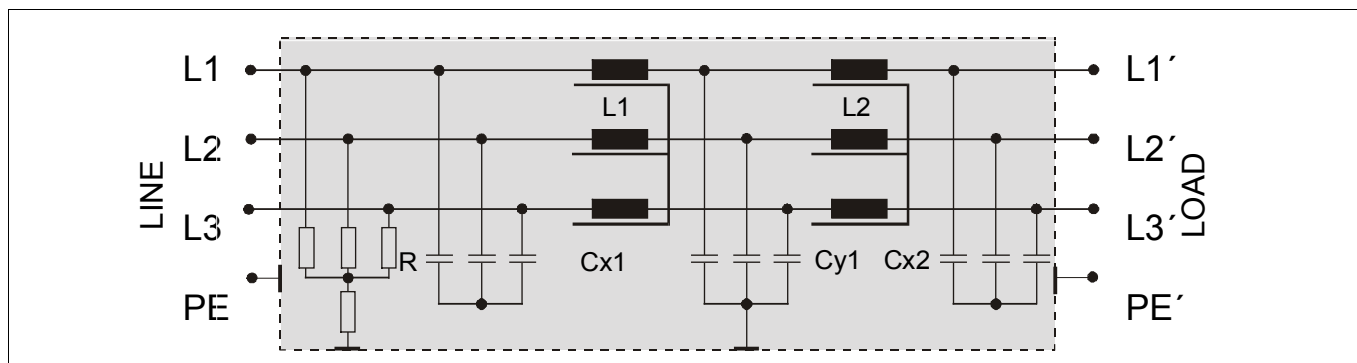 L1 L1´
L1 L2
L2 L2´
LINE LOAD
L3 L3´
R Cx1 Cy1 Cx2
PE PE´